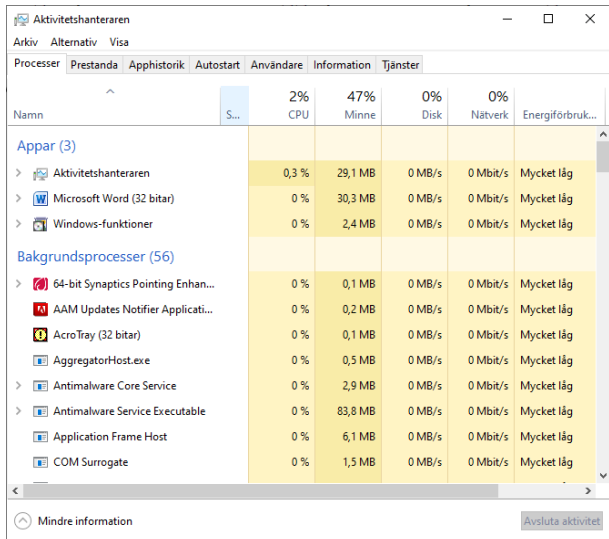 Aktivitetshanteraren
Arkiv Alternativ Visa
Processer Prestanda Apphistorik Autostart Användare Information Tjänster
2% 47% 0% 0%
Namn S... CPU Minne Disk Nätverk Energiförbruk...
Appar (3)
Aktivitetshanteraren 0,3 % 29,1 MB 0 MB/s 0 Mbit/s Mycket låg
Microsoft Word (32 bitar) 0 % 30,3 MB 0 MB/s 0 Mbit/s Mycket låg
Windows-funktioner 0 % 2,4 MB 0 MB/s 0 Mbit/s Mycket låg
Bakgrundsprocesser (56)
64-bit Synaptics Pointing Enhan... 0 % 0,1 MB 0 MB/s 0 Mbit/s Mycket låg
AAM Updates Notifier Applicati... 0 % 0,2 MB 0 MB/s 0 Mbit/s Mycket låg
AcroTray (32 bitar) 0 % 0,1 MB 0 MB/s 0 Mbit/s Mycket låg
AggregatorHost.exe 0 % 0,5 MB 0 MB/s 0 Mbit/s Mycket låg
Antimalware Core Service 0 % 2,9 MB 0 MB/s 0 Mbit/s Mycket låg
Antimalware Service Executable 0 % 83,8 MB 0 MB/s 0 Mbit/s Mycket låg
Application Frame Host 0 % 6,1 MB 0 MB/s 0 Mbit/s Mycket låg
COM Surrogate 0 % 1,5 MB 0 MB/s 0 Mbit/s Mycket låg
Mindre information Avsluta aktivitet